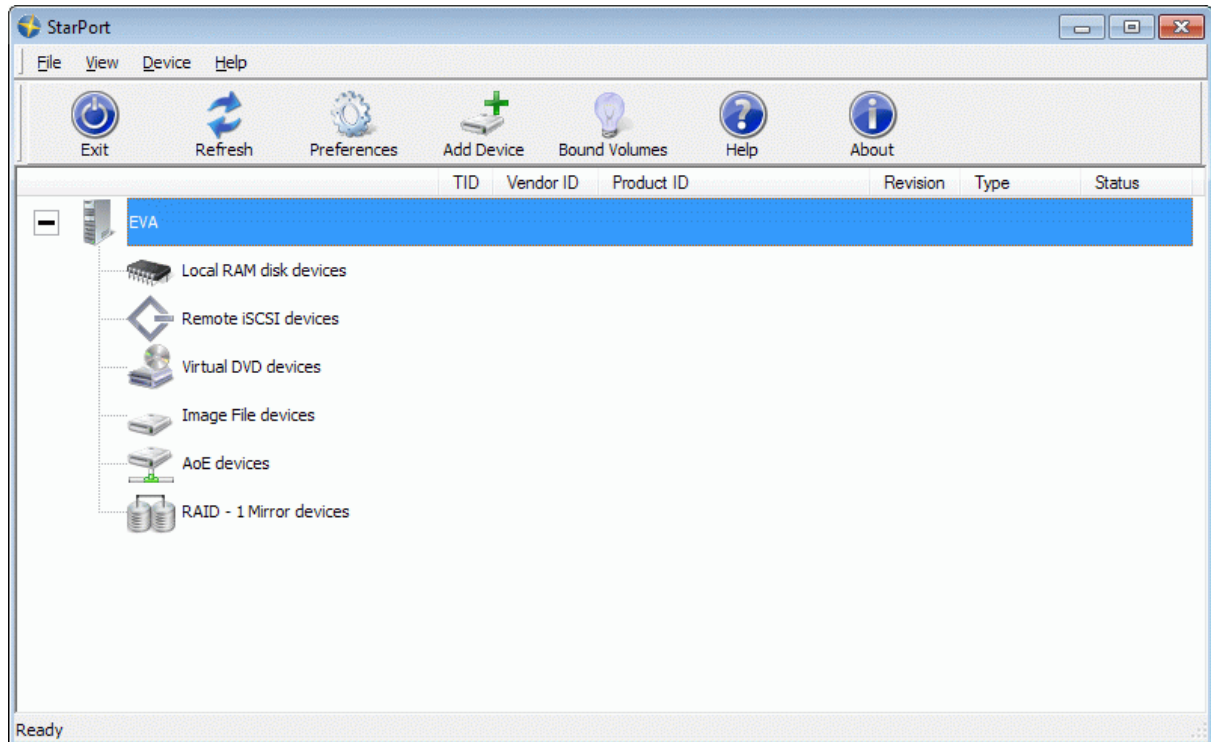 StarPort
File View Device Help
Exit Refresh Preferences Add Device Bound Volumes Help About
TID Vendor ID Product ID Revision Type Status
EVA
Local RAM disk devices
Remote iSCSI devices
Virtual DVD devices
Image File devices
AoE devices
RAID - 1 Mirror devices
Ready